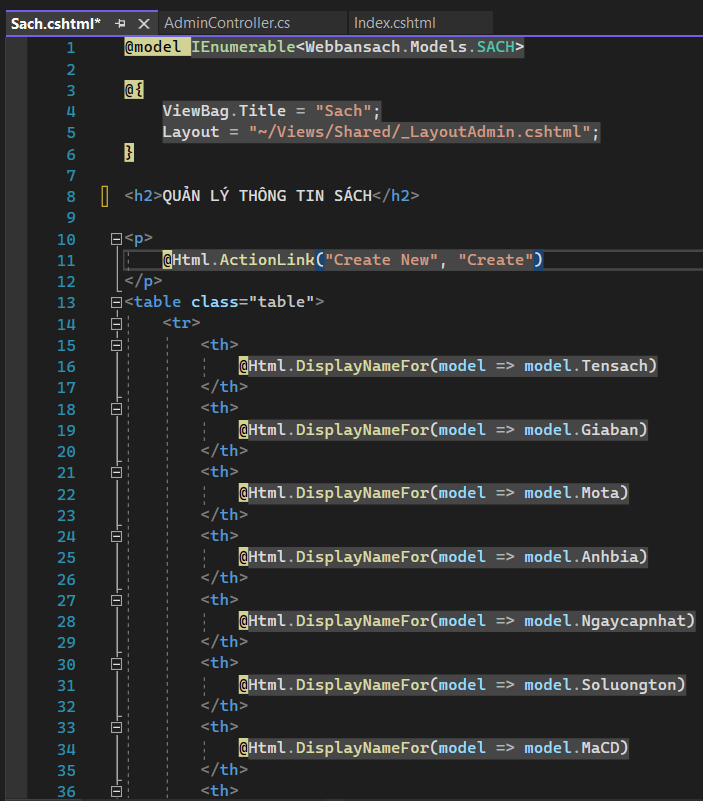 Sach.cshtml* AdminController.cs Index.cshtml
1 @model IEnumerable<Webbansach.Models.SACH>
2
3 @{
4 ViewBag.Title = "Sach";
5 Layout = "~/Views/Shared/_LayoutAdmin.cshtml";
6 }
7
8 <h2>QUẢN LÝ THÔNG TIN SÁCH</h2>
9
10 <p>
11 @Html.ActionLink("Create New", "Create")
12 </p>
13 <table class="table">
14 <tr>
15 <th>
16 @Html.DisplayNameFor(model => model.Tensach)
17 </th>
18 <th>
19 @Html.DisplayNameFor(model => model.Giaban)
20 </th>
21 <th>
22 @Html.DisplayNameFor(model => model.Mota)
23 </th>
24 <th>
25 @Html.DisplayNameFor(model => model.Anhbia)
26 </th>
27 <th>
28 @Html.DisplayNameFor(model => model.Ngaycapnhat)
29 </th>
30 <th>
31 @Html.DisplayNameFor(model => model.Soluongton)
32 </th>
33 <th>
34 @Html.DisplayNameFor(model => model.MaCD)
35 </th>
36 <th>